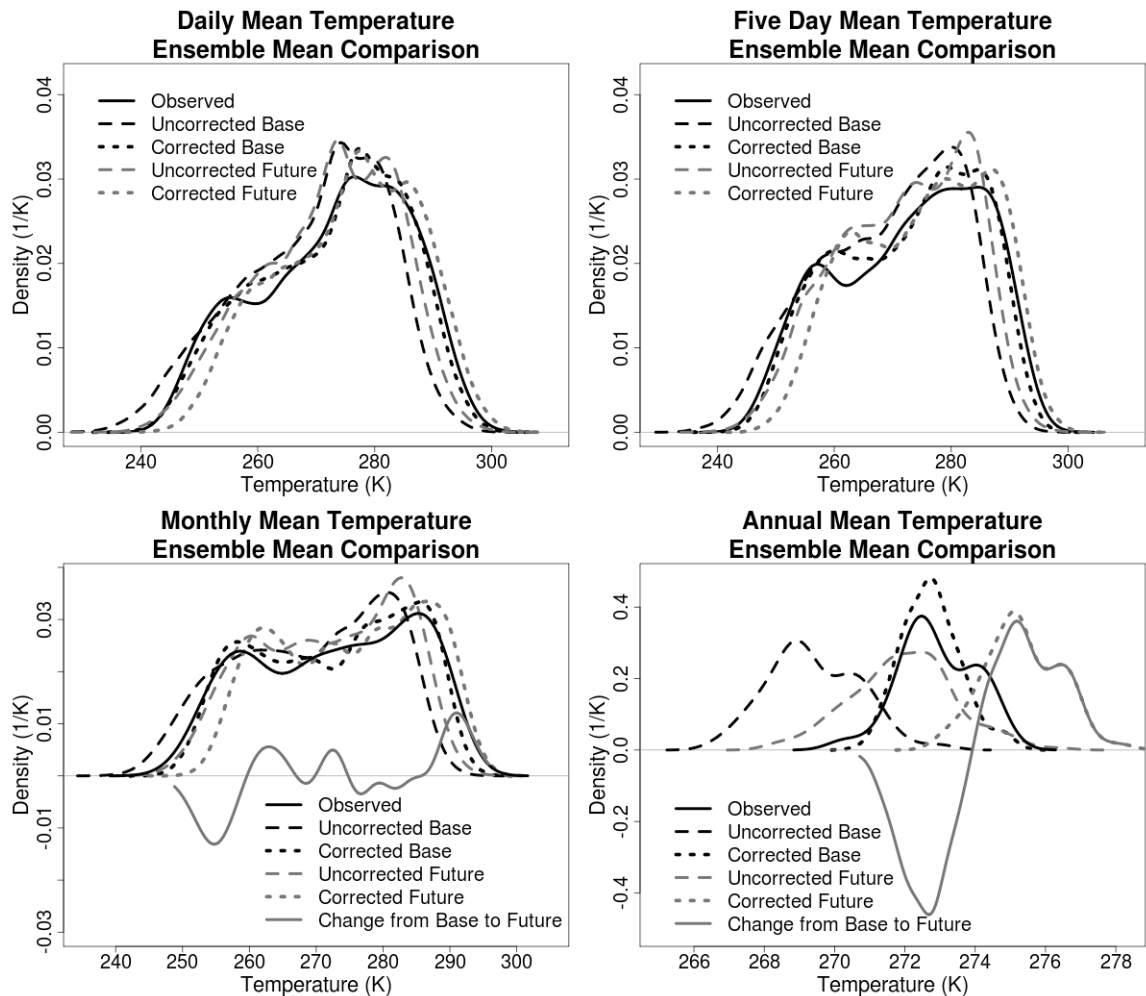 Daily Mean Temperature
Ensemble Mean Comparison
0.04
0.03
0.02
0.01
0.00
Density (1/K)
Observed
Uncorrected Base
Corrected Base
Uncorrected Future
Corrected Future
240 260 280 300
Temperature (K)
Five Day Mean Temperature
Ensemble Mean Comparison
0.04
0.03
0.02
0.01
0.00
Density (1/K)
Observed
Uncorrected Base
Corrected Base
Uncorrected Future
Corrected Future
240 260 280 300
Temperature (K)
Monthly Mean Temperature
Ensemble Mean Comparison
0.03
0.01
-0.01
-0.03
Density (1/K)
Observed
Uncorrected Base
Corrected Base
Uncorrected Future
Corrected Future
Change from Base to Future
240 250 260 270 280 290 300
Temperature (K)
Annual Mean Temperature
Ensemble Mean Comparison
0.4
0.2
0.0
-0.2
-0.4
Density (1/K)
Observed
Uncorrected Base
Corrected Base
Uncorrected Future
Corrected Future
Change from Base to Future
266 268 270 272 274 276 278
Temperature (K)